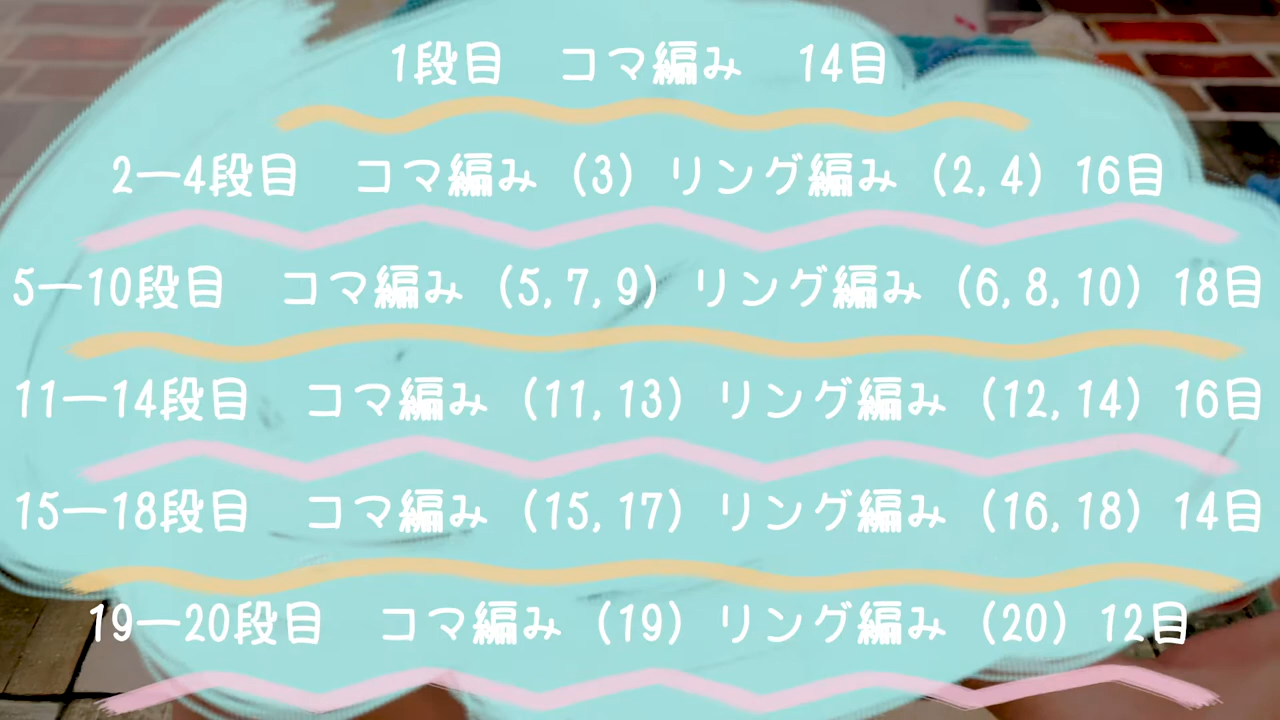 1段目　コマ編み　14目
2ー4段目　コマ編み（3）リング編み（2,4）16目
5ー10段目　コマ編み（5,7,9）リング編み（6,8,10）18目
11ー14段目　コマ編み（11,13）リング編み（12,14）16目
15ー18段目　コマ編み（15,17）リング編み（16,18）14目
19ー20段目　コマ編み（19）リング編み（20）12目